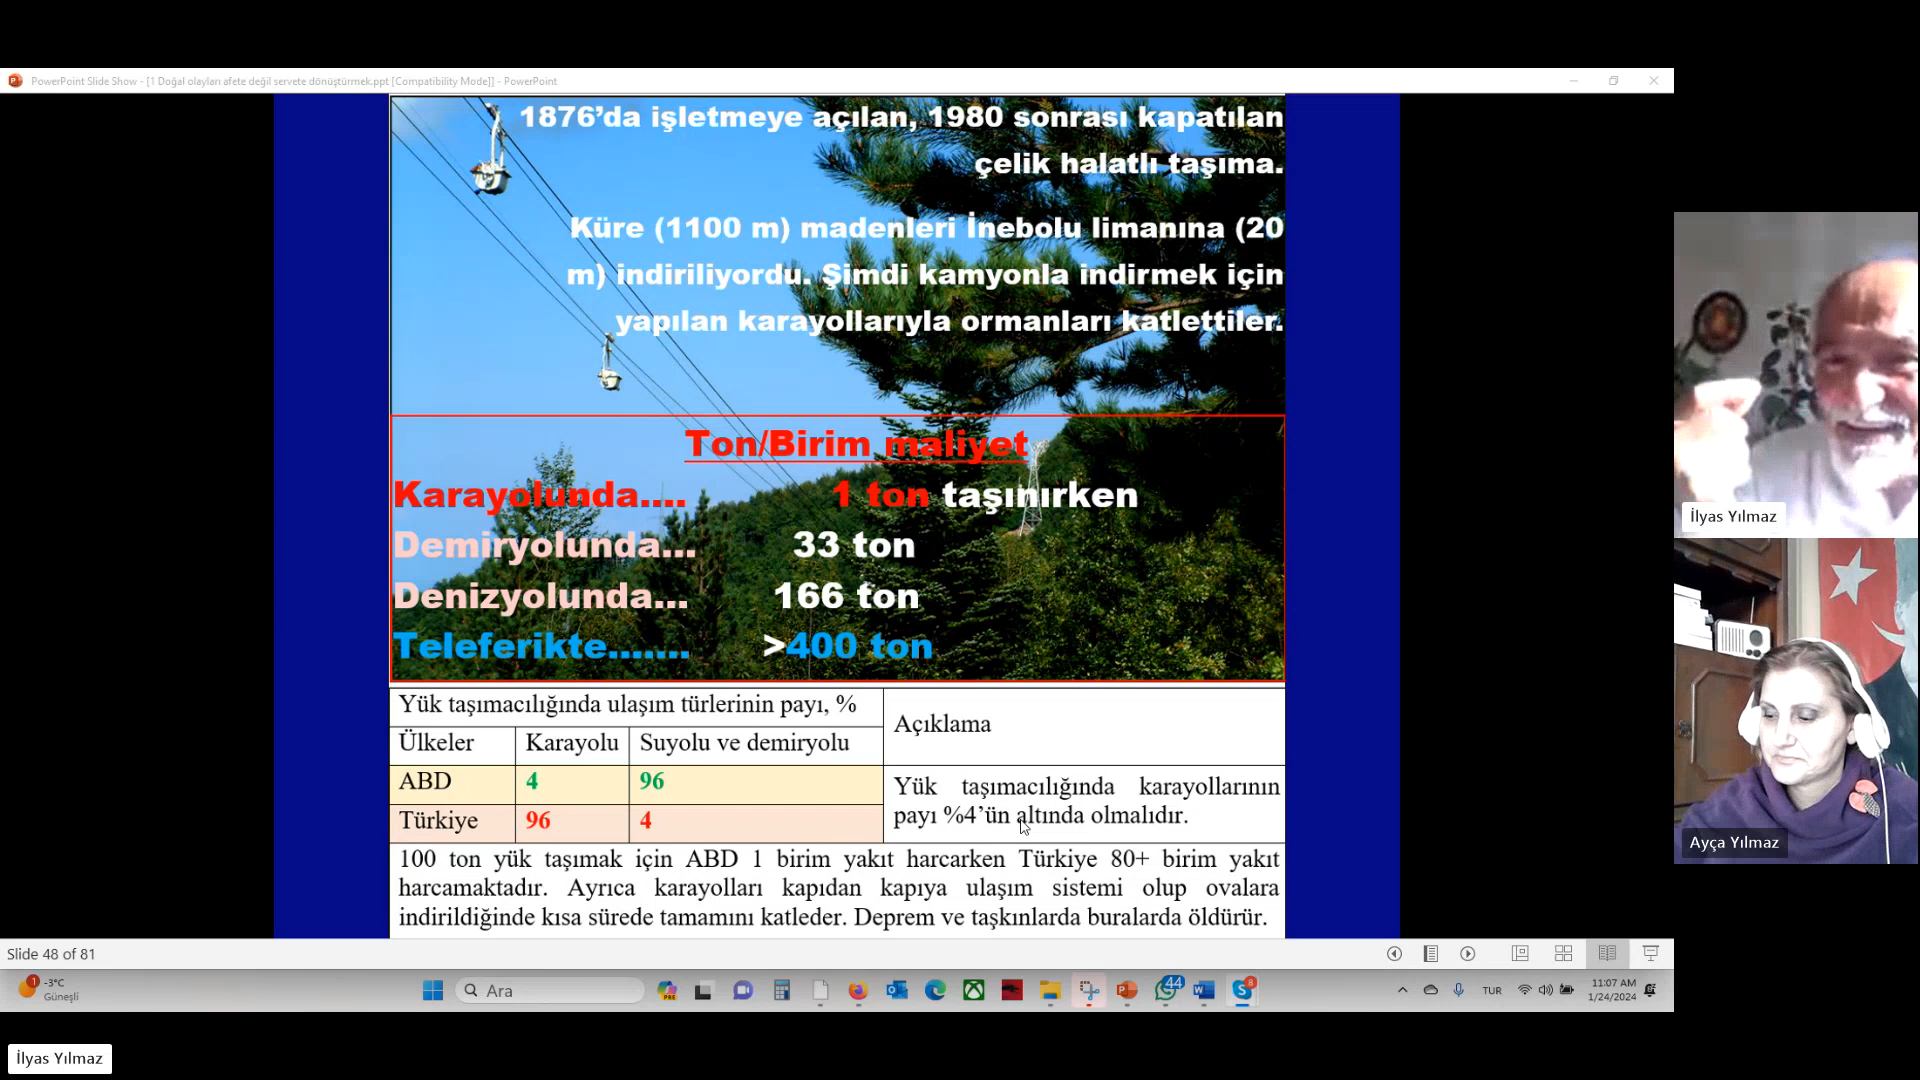 PowerPoint Slide Show - [1 Doğal olayları afete değil servete dönüştürmek.ppt [Compatibility Mode]] - PowerPoint
1876’da işletmeye açılan, 1980 sonrası kapatılan
çelik halatlı taşıma.
Küre (1100 m) madenleri İnebolu limanına (20
m) indiriliyordu. Şimdi kamyonla indirmek için
yapılan karayollarıyla ormanları katlettiler.
Ton/Birim maliyet
Karayolunda.... 1 ton taşınırken
Demiryolunda... 33 ton
Denizyolunda... 166 ton
Teleferikte....... >400 ton
Yük taşımacılığında ulaşım türlerinin payı, %
Açıklama
Ülkeler Karayolu Suyolu ve demiryolu
ABD 4 96
Türkiye 96 4
Yük taşımacılığında karayollarının
payı %4’ün altında olmalıdır.
100 ton yük taşımak için ABD 1 birim yakıt harcarken Türkiye 80+ birim yakıt
harcamaktadır. Ayrıca karayolları kapıdan kapıya ulaşım sistemi olup ovalara
indirildiğinde kısa sürede tamamını katleder. Deprem ve taşkınlarda buralarda öldürür.
İlyas Yılmaz
Ayça Yılmaz
Slide 48 of 81
1
-3°C
Güneşli
Ara
PRE
44
8
TUR
11:07 AM
1/24/2024
İlyas Yılmaz